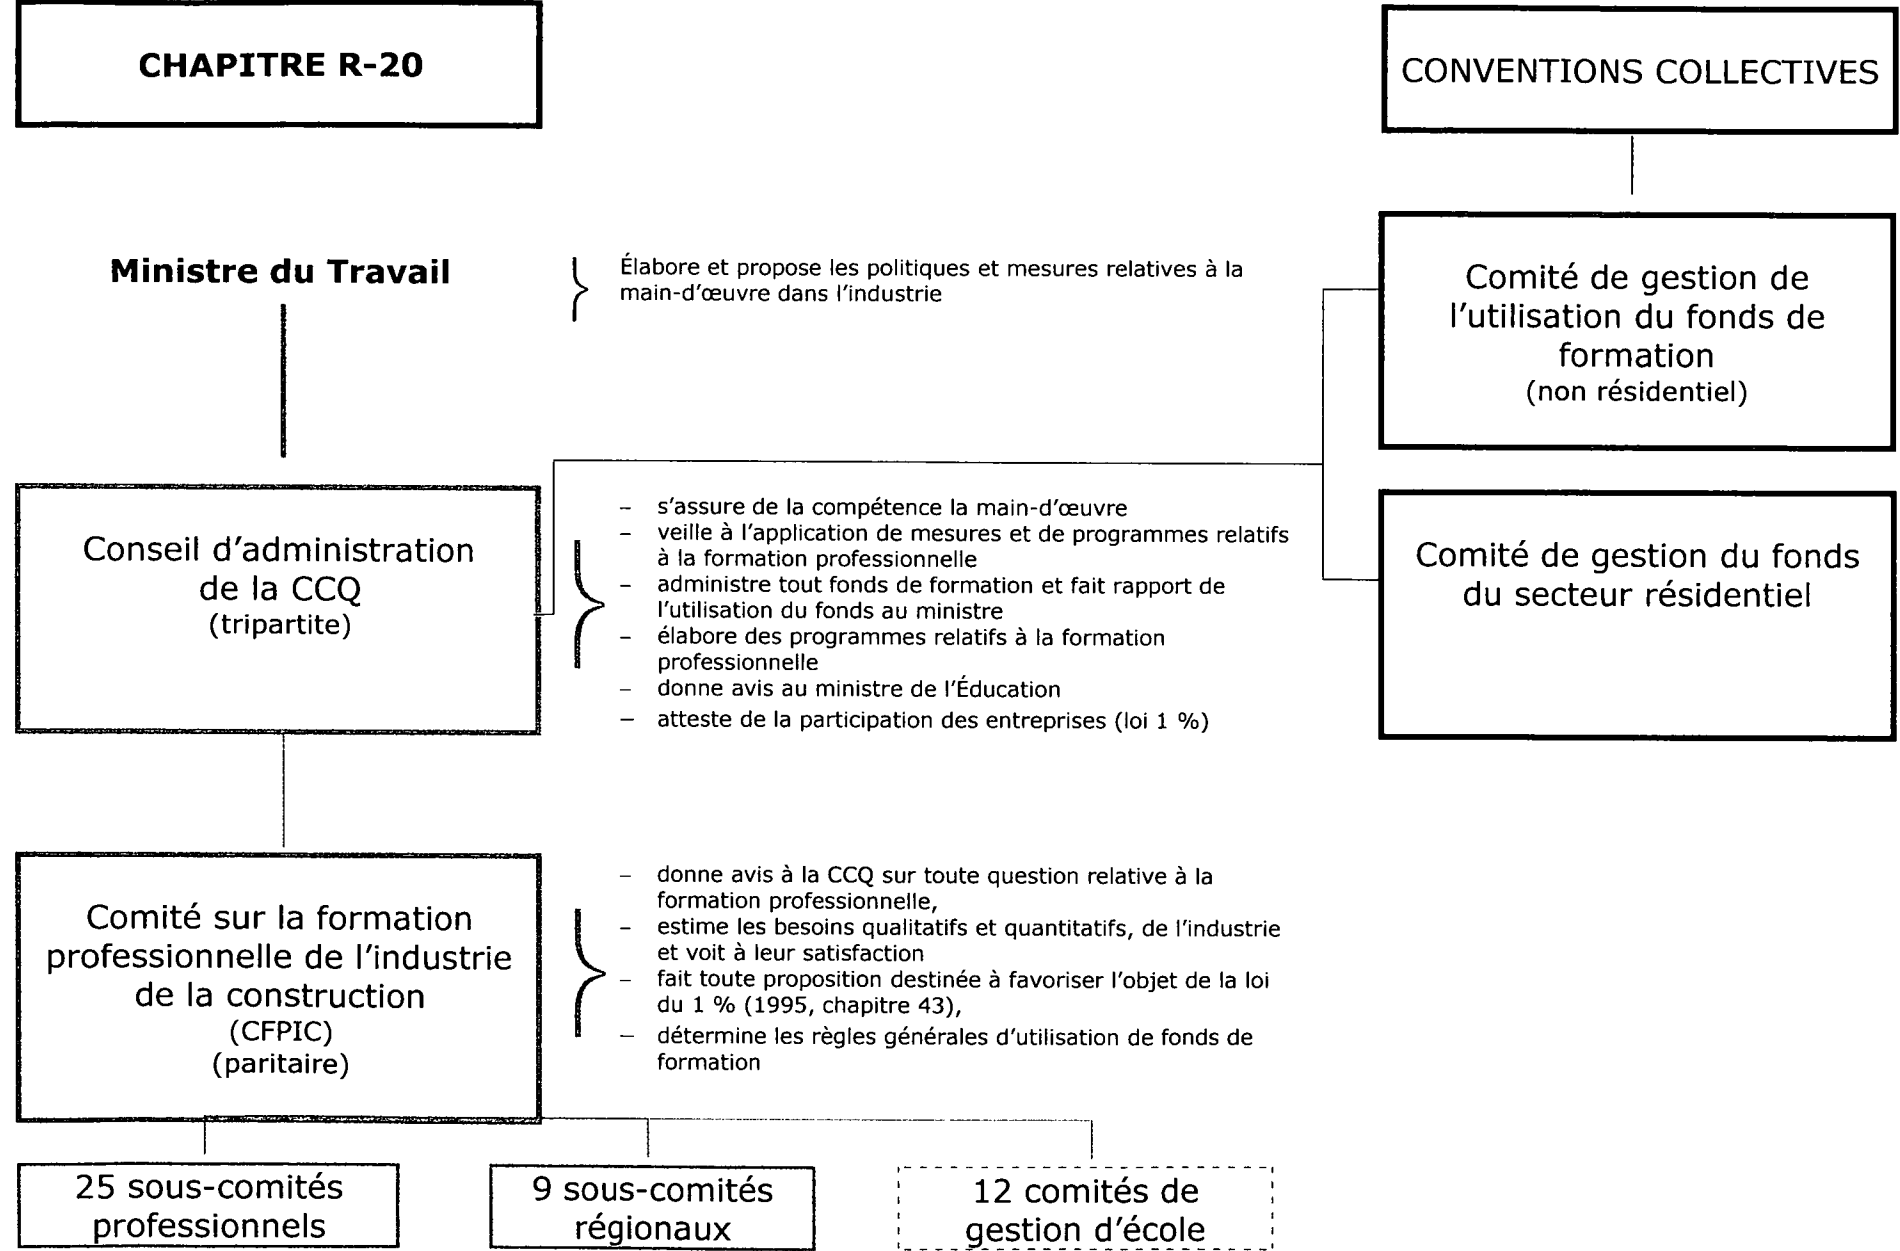 CHAPITRE R-20
CONVENTIONS COLLECTIVES
Ministre du Travail
Élabore et propose les politiques et mesures relatives à la
main-d'œuvre dans l'industrie
Comité de gestion de
l'utilisation du fonds de
formation
(non résidentiel)
Conseil d'administration
de la CCQ
(tripartite)
– s'assure de la compétence la main-d'œuvre
– veille à l'application de mesures et de programmes relatifs
à la formation professionnelle
– administre tout fonds de formation et fait rapport de
l'utilisation du fonds au ministre
– élabore des programmes relatifs à la formation
professionnelle
– donne avis au ministre de l'Éducation
– atteste de la participation des entreprises (loi 1 %)
Comité de gestion du fonds
du secteur résidentiel
Comité sur la formation
professionnelle de l'industrie
de la construction
(CFPIC)
(paritaire)
– donne avis à la CCQ sur toute question relative à la
formation professionnelle,
– estime les besoins qualitatifs et quantitatifs, de l'industrie
et voit à leur satisfaction
– fait toute proposition destinée à favoriser l'objet de la loi
du 1 % (1995, chapitre 43),
– détermine les règles générales d'utilisation de fonds de
formation
25 sous-comités
professionnels
9 sous-comités
régionaux
12 comités de
gestion d'école